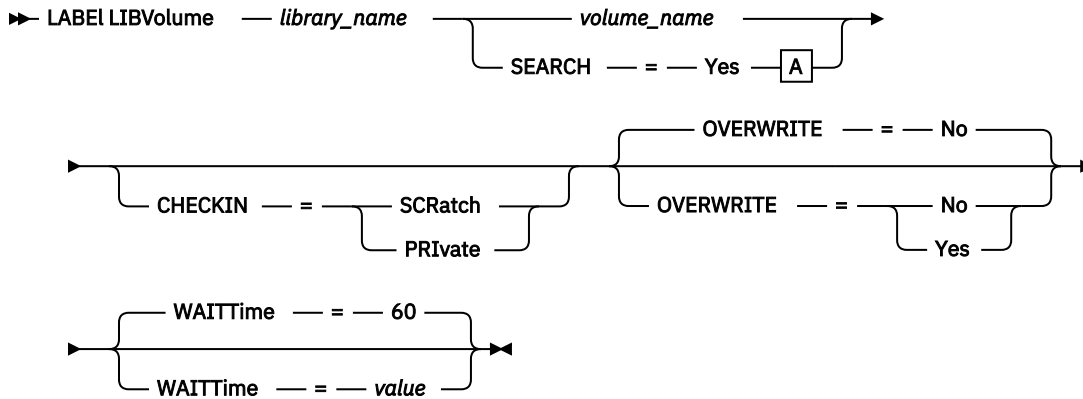 LABEl LIBVolume library_name volume_name
SEARCH = Yes A
OVERWRITE = No
CHECKIN = SCRatch OVERWRITE = No
PRIvate Yes
WAITTime = 60
WAITTime = value